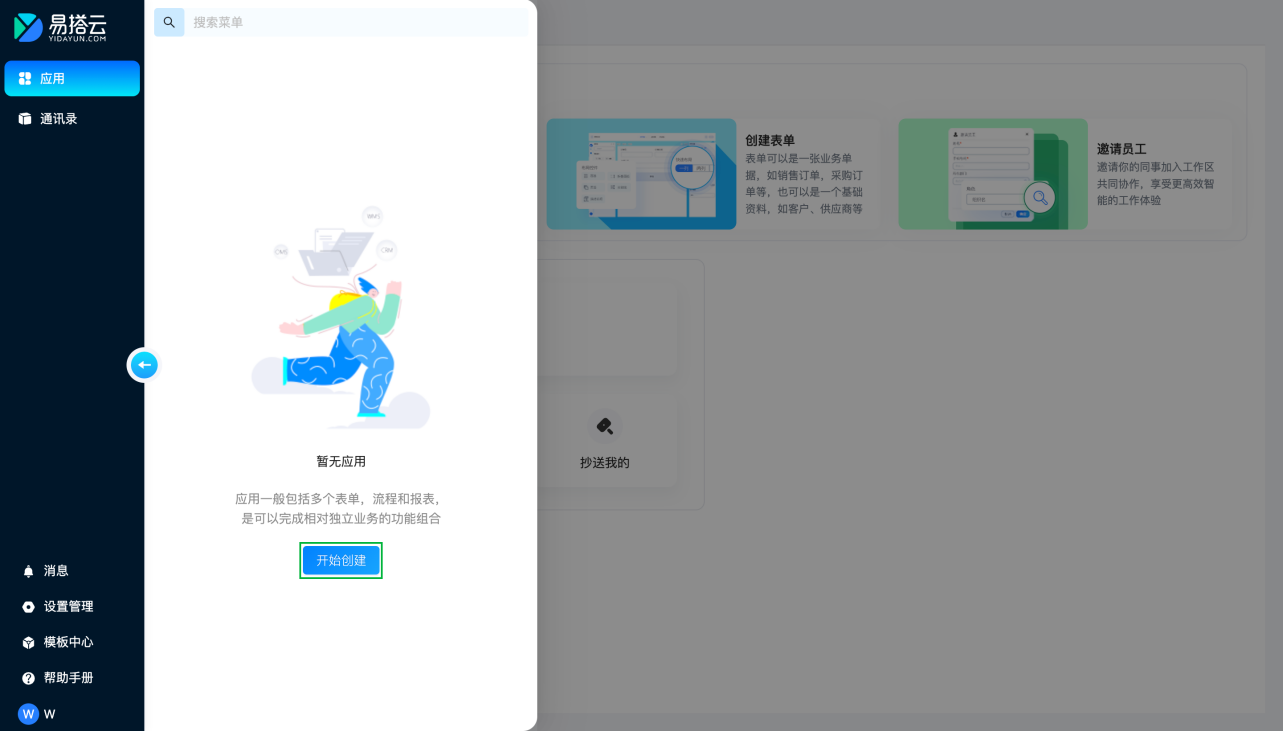 易搭云
YIDAYUN.COM
应用
通讯录
消息
设置管理
模板中心
帮助手册
W
W
搜索菜单
WMS
CMS
CRM
暂无应用
应用一般包括多个表单，流程和报表，
是可以完成相对独立业务的功能组合
开始创建
创建表单
表单可以是一张业务单
据，如销售订单，采购订
单等，也可以是一个基础
资料，如客户、供应商等
邀请员工
邀请你的同事加入工作区
共同协作，享受更高效智
能的工作体验
抄送我的